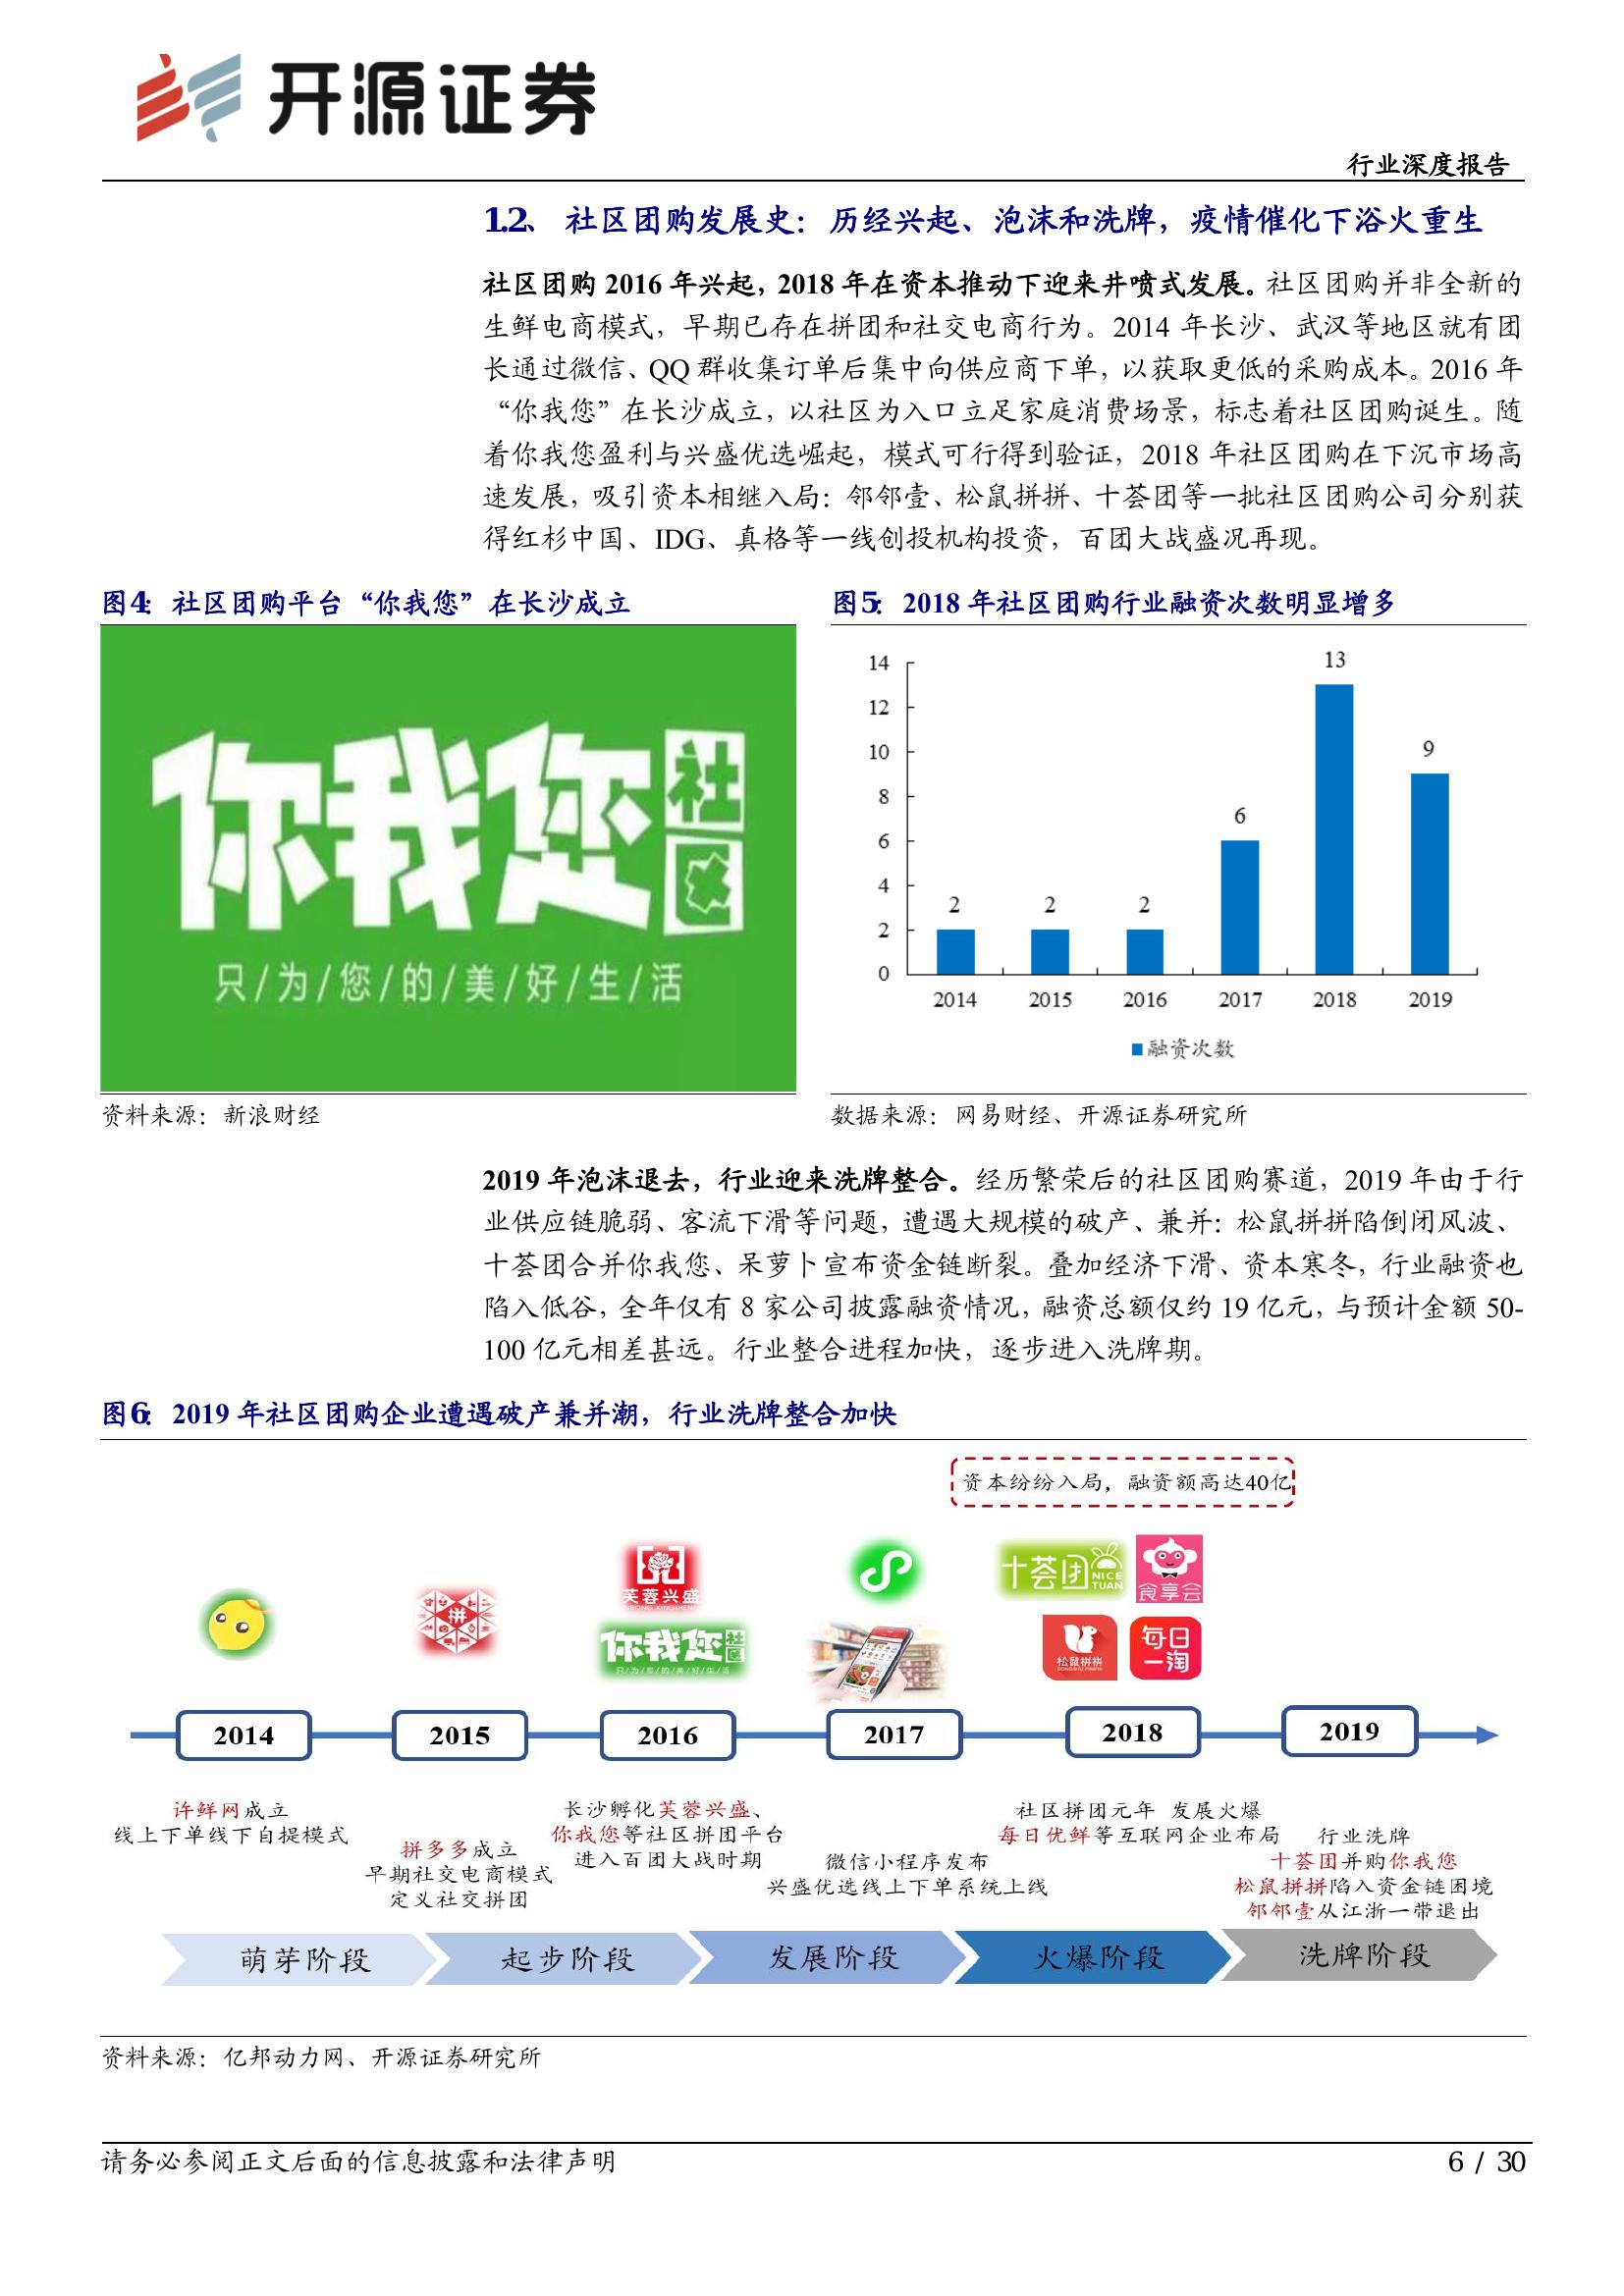 开源证券
行业深度报告
1.2、 社区团购发展史：历经兴起、泡沫和洗牌，疫情催化下浴火重生
社区团购 2016 年兴起，2018 年在资本推动下迎来井喷式发展。社区团购并非全新的
生鲜电商模式，早期已存在拼团和社交电商行为。2014 年长沙、武汉等地区就有团
长通过微信、QQ 群收集订单后集中向供应商下单，以获取更低的采购成本。2016 年
“你我您”在长沙成立，以社区为入口立足家庭消费场景，标志着社区团购诞生。随
着你我您盈利与兴盛优选崛起，模式可行得到验证，2018 年社区团购在下沉市场高
速发展，吸引资本相继入局：邻邻壹、松鼠拼拼、十荟团等一批社区团购公司分别获
得红杉中国、IDG、真格等一线创投机构投资，百团大战盛况再现。
图4：社区团购平台“你我您”在长沙成立
你我您社区
只/为/您/的/美/好/生/活
资料来源：新浪财经
图5：2018 年社区团购行业融资次数明显增多
14
12
10
8
6
4
2
0
2
2
2
6
13
9
2014 2015 2016 2017 2018 2019
融资次数
数据来源：网易财经、开源证券研究所
2019 年泡沫退去，行业迎来洗牌整合。经历繁荣后的社区团购赛道，2019 年由于行
业供应链脆弱、客流下滑等问题，遭遇大规模的破产、兼并：松鼠拼拼陷倒闭风波、
十荟团合并你我您、呆萝卜宣布资金链断裂。叠加经济下滑、资本寒冬，行业融资也
陷入低谷，全年仅有 8 家公司披露融资情况，融资总额仅约 19 亿元，与预计金额 50-
100 亿元相差甚远。行业整合进程加快，逐步进入洗牌期。
图6：2019 年社区团购企业遭遇破产兼并潮，行业洗牌整合加快
资本纷纷入局，融资额高达40亿
拼
芙蓉兴盛
你我您社区
只/为/您/的/美/好/生/活
十荟团 NICE TUAN
食享会
松鼠拼拼
每日一淘
2014 2015 2016 2017 2018 2019
许鲜网成立
线上下单线下自提模式
拼多多成立
早期社交电商模式
定义社交拼团
长沙孵化芙蓉兴盛、
你我您等社区拼团平台
进入百团大战时期
微信小程序发布
兴盛优选线上下单系统上线
社区拼团元年 发展火爆
每日优鲜等互联网企业布局
行业洗牌
十荟团并购你我您
松鼠拼拼陷入资金链困境
邻邻壹从江浙一带退出
萌芽阶段 起步阶段 发展阶段 火爆阶段 洗牌阶段
资料来源：亿邦动力网、开源证券研究所
请务必参阅正文后面的信息披露和法律声明
6 / 30